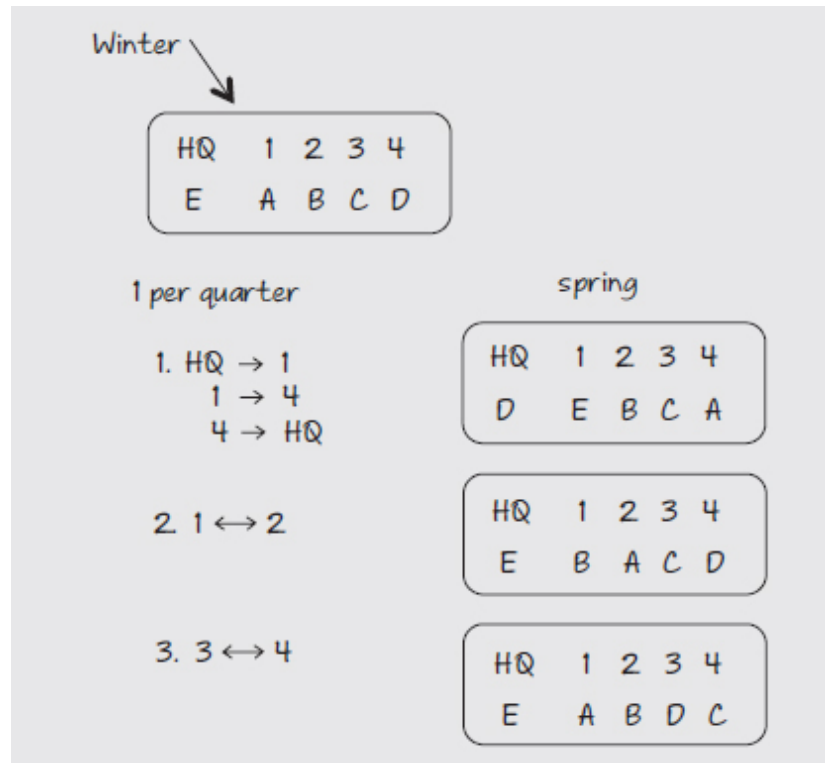 Winter
HQ 1 2 3 4
E A B C D
1 per quarter
1. HQ → 1
1 → 4
4 → HQ
2. 1 ↔ 2
3. 3 ↔ 4
spring
HQ 1 2 3 4
D E B C A
HQ 1 2 3 4
E B A C D
HQ 1 2 3 4
E A B D C